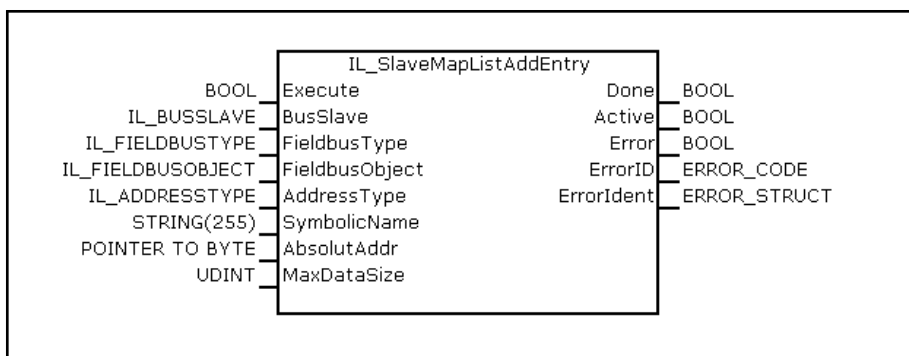 IL_SlaveMapListAddEntry
BOOL Execute Done BOOL
IL_BUSSLAVE BusSlave Active BOOL
IL_FIELDBUSTYPE FieldbusType Error BOOL
IL_FIELDBUSOBJECT FieldbusObject ErrorID ERROR_CODE
IL_ADDRESSTYPE AddressType ErrorIdent ERROR_STRUCT
STRING(255) SymbolicName
POINTER TO BYTE AbsolutAddr
UDINT MaxDataSize